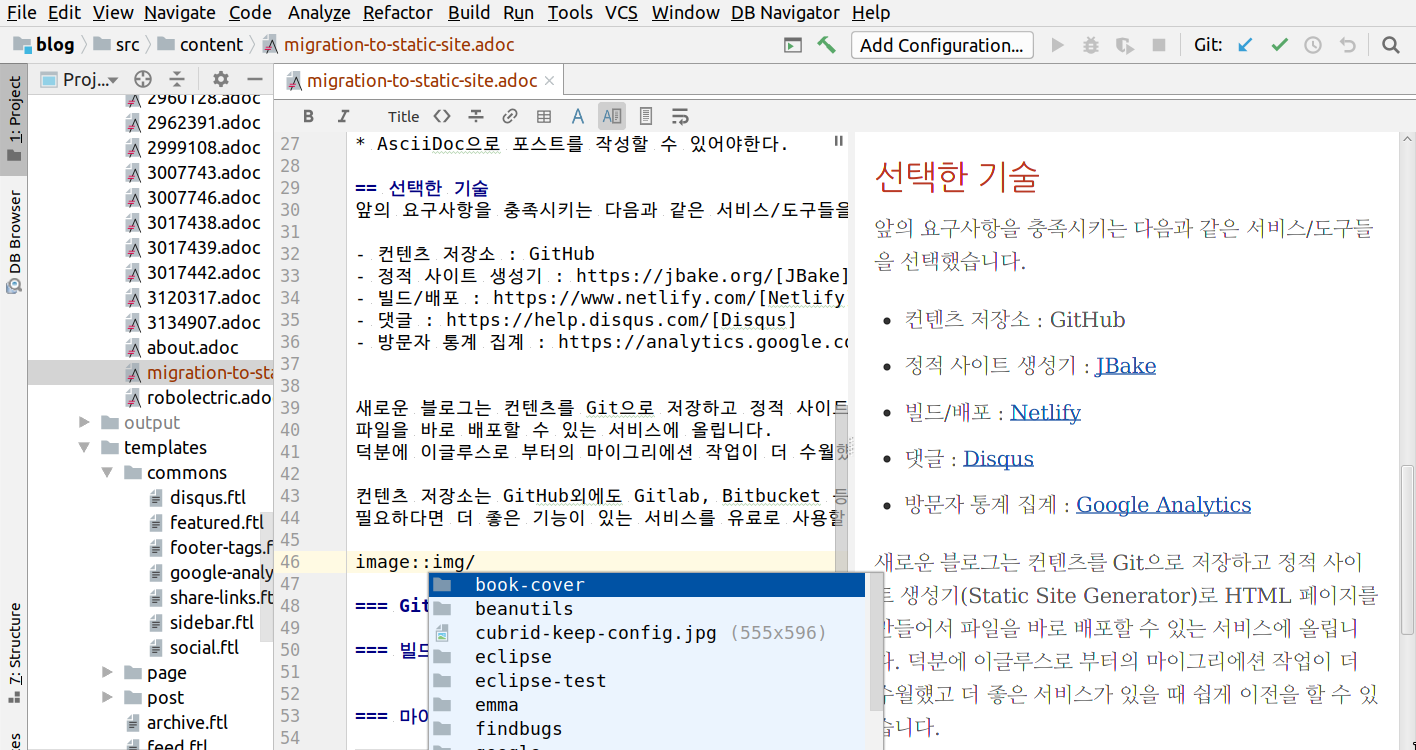 File Edit View Navigate Code Analyze Refactor Build Run Tools VCS Window DB Navigator Help
blog src content migration-to-static-site.adoc Add Configuration... Git:
Proj... migration-to-static-site.adoc
1: Project
DB Browser
7: Structure
2960128.adoc
2962391.adoc
2999108.adoc
3007743.adoc
3007746.adoc
3017438.adoc
3017439.adoc
3017442.adoc
3120317.adoc
3134907.adoc
about.adoc
migration-to-sta
robolectric.ado
output
templates
commons
disqus.ftl
featured.ftl
footer-tags.f
google-analy
share-links.ft
sidebar.ftl
social.ftl
page
post
archive.ftl
feed.ftl
B I Title <> A A
27 * AsciiDoc으로 포스트를 작성할 수 있어야한다.
28
29 == 선택한 기술
30 앞의 요구사항을 충족시키는 다음과 같은 서비스/도구들을
31
32 - 컨텐츠 저장소 : GitHub
33 - 정적 사이트 생성기 : https://jbake.org/[JBake]
34 - 빌드/배포 : https://www.netlify.com/[Netlify
35 - 댓글 : https://help.disqus.com/[Disqus]
36 - 방문자 통계 집계 : https://analytics.google.co
37
38
39 새로운 블로그는 컨텐츠를 Git으로 저장하고 정적 사이트
40 파일을 바로 배포할 수 있는 서비스에 올립니다.
41 덕분에 이글루스로 부터의 마이그리에션 작업이 더 수월했
42
43 컨텐츠 저장소는 GitHub외에도 Gitlab, Bitbucket 등
44 필요하다면 더 좋은 기능이 있는 서비스를 유료로 사용할
45
46 image::img/
47
48 === Git
49
50 === 빌드
51
52
53 === 마이
54
book-cover
beanutils
cubrid-keep-config.jpg (555x596)
eclipse
eclipse-test
emma
findbugs
google
선택한 기술
앞의 요구사항을 충족시키는 다음과 같은 서비스/도구들
을 선택했습니다.
• 컨텐츠 저장소 : GitHub
• 정적 사이트 생성기 : JBake
• 빌드/배포 : Netlify
• 댓글 : Disqus
• 방문자 통계 집계 : Google Analytics
새로운 블로그는 컨텐츠를 Git으로 저장하고 정적 사이
트 생성기(Static Site Generator)로 HTML 페이지를
만들어서 파일을 바로 배포할 수 있는 서비스에 올립니
다. 덕분에 이글루스로 부터의 마이그리에션 작업이 더
수월했고 더 좋은 서비스가 있을 때 쉽게 이전을 할 수 있
습니다.